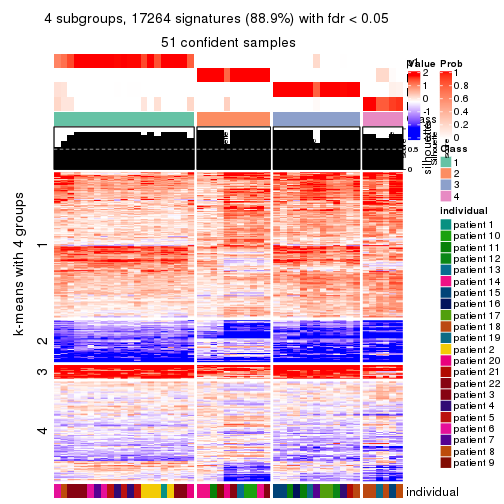 4 subgroups, 17264 signatures (88.9%) with fdr < 0.05
51 confident samples
Value
2
1
0
-1
-2
Prob
1
0.8
0.6
0.4
0.2
0
0.5
0
silhouette
Class
1
2
3
4
Individual
patient 1
patient 10
patient 11
patient 12
patient 13
patient 14
patient 15
patient 16
patient 17
patient 18
patient 19
patient 2
patient 20
patient 21
patient 22
patient 3
patient 4
patient 5
patient 6
patient 7
patient 8
patient 9
k-means with 4 groups
1
2
3
4
individual